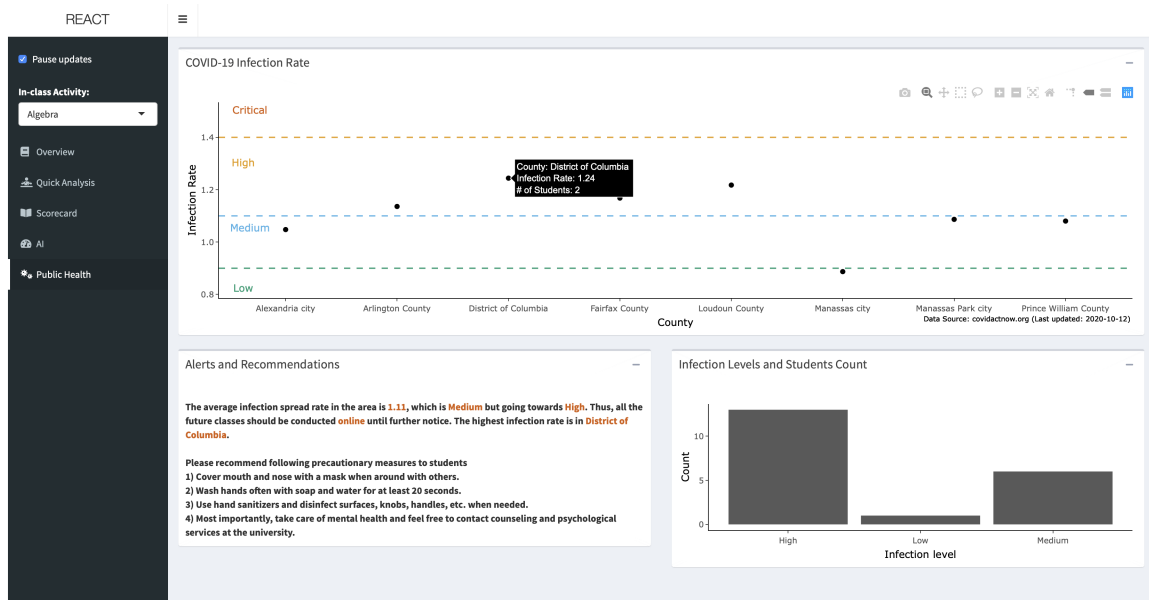 REACT
Pause updates
In-class Activity:
Algebra
Overview
Quick Analysis
Scorecard
AI
Public Health
COVID-19 Infection Rate
Critical
High
Medium
Low
Infection Rate
1.4
1.2
1.0
0.8
County: District of Columbia
Infection Rate: 1.24
# of Students: 2
Alexandria city
Arlington County
District of Columbia
Fairfax County
Loudoun County
Manassas city
Manassas Park city
Prince William County
County
Data Source: covidactnow.org (Last updated: 2020-10-12)
Alerts and Recommendations
The average infection spread rate in the area is 1.11, which is Medium but going towards High. Thus, all the
future classes should be conducted online until further notice. The highest infection rate is in District of
Columbia.
Please recommend following precautionary measures to students
1) Cover mouth and nose with a mask when around with others.
2) Wash hands often with soap and water for at least 20 seconds.
3) Use hand sanitizers and disinfect surfaces, knobs, handles, etc. when needed.
4) Most importantly, take care of mental health and feel free to contact counseling and psychological
services at the university.
Infection Levels and Students Count
Count
10
5
0
High
Low
Medium
Infection level